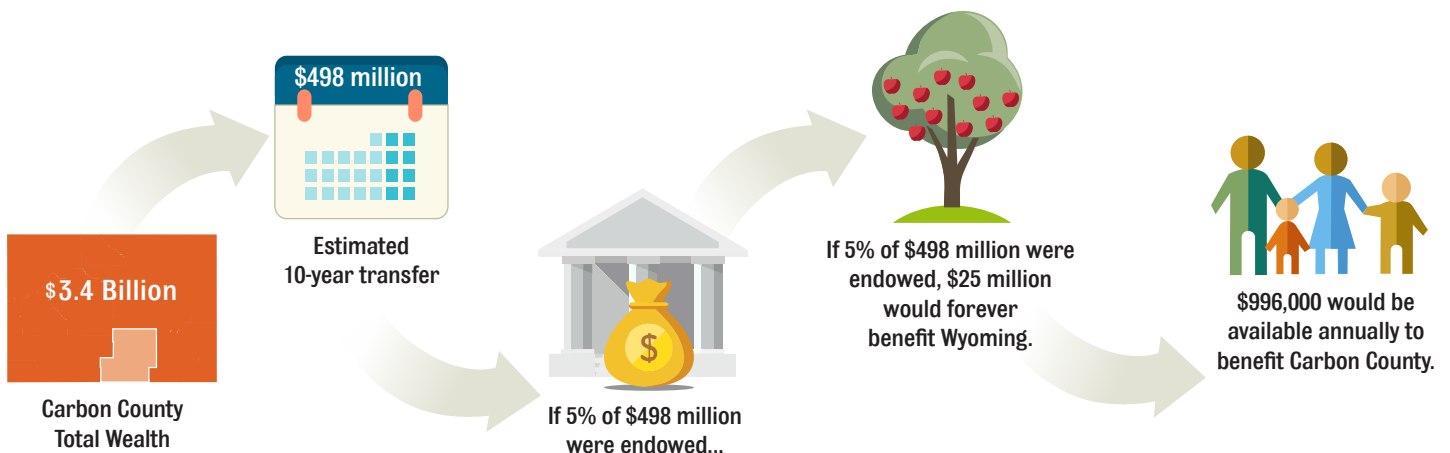 $3.4 Billion
Carbon County
Total Wealth
$498 million
Estimated
10-year transfer
$
If 5% of $498 million
were endowed...
If 5% of $498 million were
endowed, $25 million
would forever
benefit Wyoming.
$996,000 would be
available annually to
benefit Carbon County.